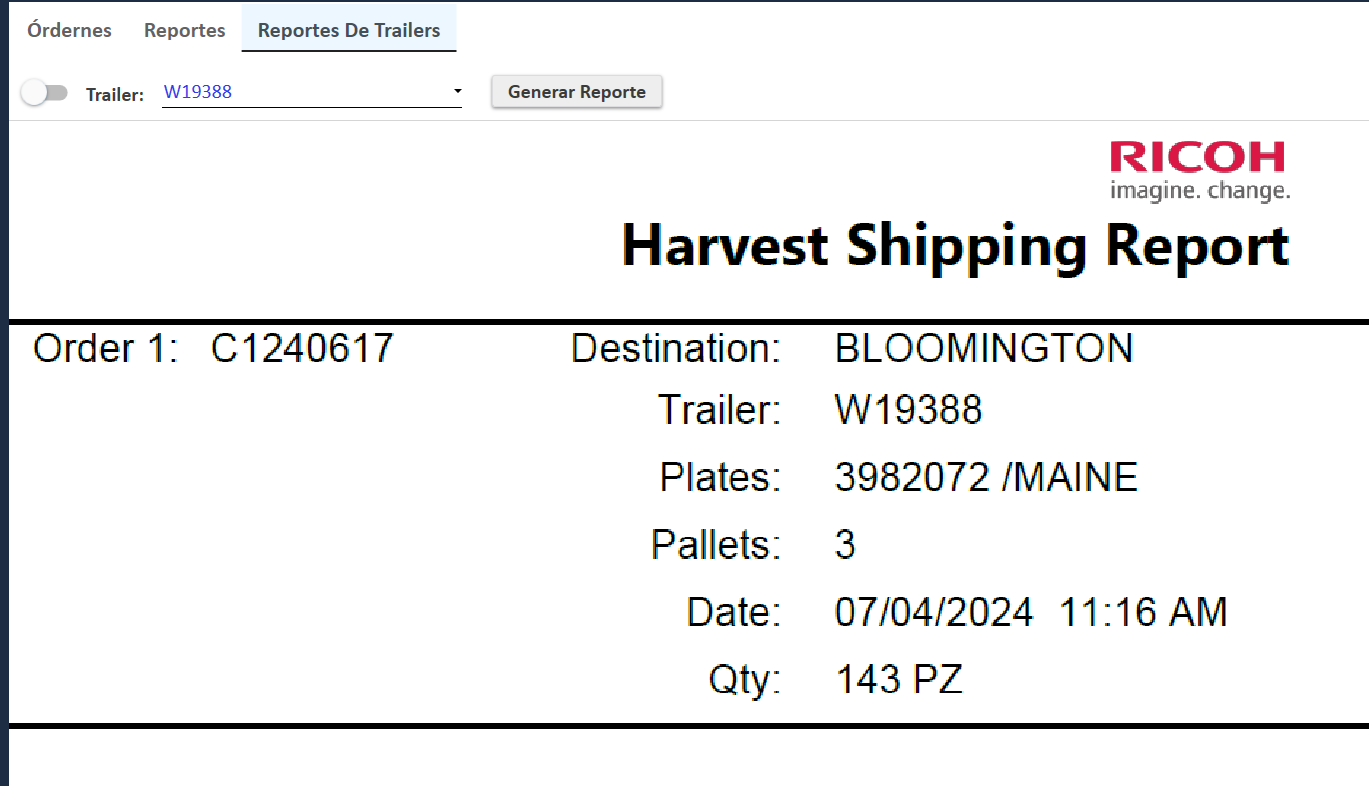 Órdernes Reportes Reportes De Trailers
Trailer: W19388 Generar Reporte
RICOH
imagine. change.
Harvest Shipping Report
Order 1: C1240617 Destination: BLOOMINGTON
Trailer: W19388
Plates: 3982072 /MAINE
Pallets: 3
Date: 07/04/2024 11:16 AM
Qty: 143 PZ